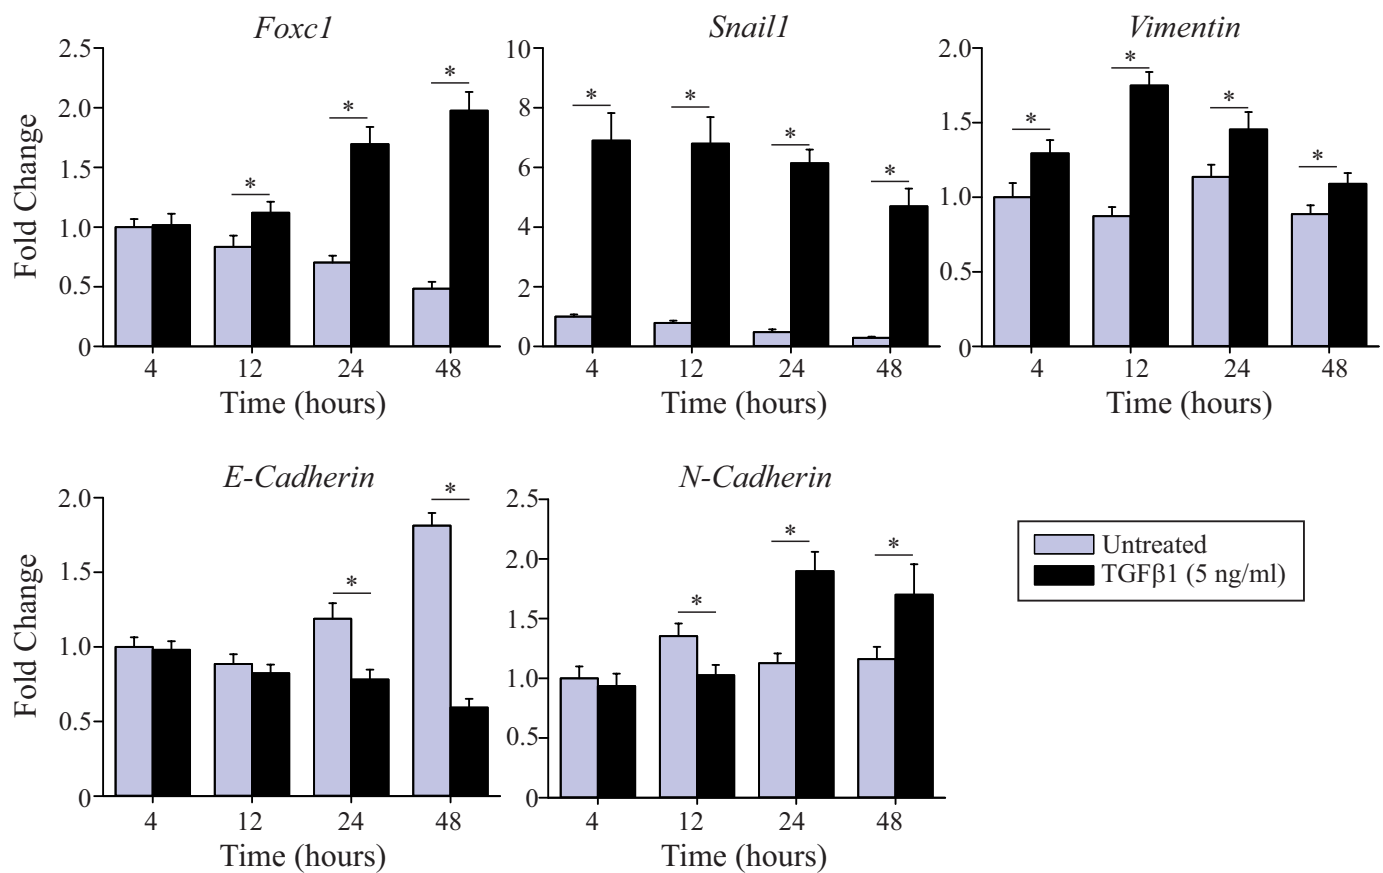 Foxc1
Snail1
Vimentin
Fold Change
2.5
2.0
1.5
1.0
0.5
0
*
*
*
4 12 24 48
Time (hours)
10
8
6
4
2
0
*
*
*
*
4 12 24 48
Time (hours)
2.0
1.5
1.0
0.5
0
*
*
*
*
4 12 24 48
Time (hours)
E-Cadherin
N-Cadherin
Fold Change
2.0
1.5
1.0
0.5
0
*
*
4 12 24 48
Time (hours)
2.5
2.0
1.5
1.0
0.5
0
*
*
*
4 12 24 48
Time (hours)
Untreated
TGFβ1 (5 ng/ml)